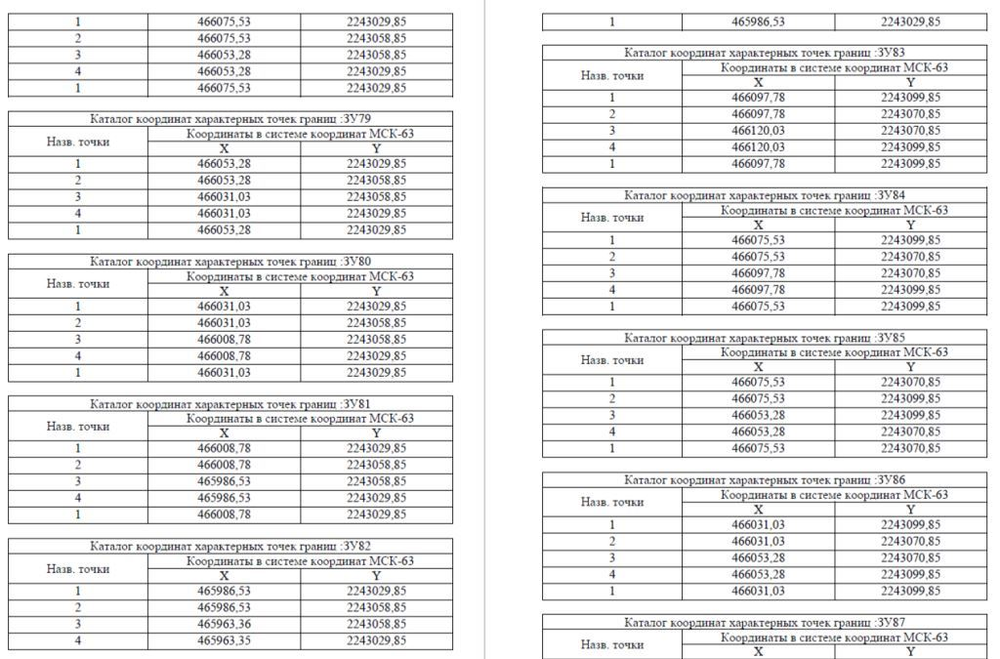 1 466075,53 2243029,85
2 466075,53 2243058,85
3 466053,28 2243058,85
4 466053,28 2243029,85
1 466075,53 2243029,85
Каталог координат характерных точек границ :ЗУ79
Назв. точки Координаты в системе координат МСК-63
X Y
1 466053,28 2243029,85
2 466053,28 2243058,85
3 466031,03 2243058,85
4 466031,03 2243029,85
1 466053,28 2243029,85
Каталог координат характерных точек границ :ЗУ80
Назв. точки Координаты в системе координат МСК-63
X Y
1 466031,03 2243029,85
2 466031,03 2243058,85
3 466008,78 2243058,85
4 466008,78 2243029,85
1 466031,03 2243029,85
Каталог координат характерных точек границ :ЗУ81
Назв. точки Координаты в системе координат МСК-63
X Y
1 466008,78 2243029,85
2 466008,78 2243058,85
3 465986,53 2243058,85
4 465986,53 2243029,85
1 466008,78 2243029,85
Каталог координат характерных точек границ :ЗУ82
Назв. точки Координаты в системе координат МСК-63
X Y
1 465986,53 2243029,85
2 465986,53 2243058,85
3 465963,36 2243058,85
4 465963,35 2243029,85
1 465986,53 2243029,85
Каталог координат характерных точек границ :ЗУ83
Назв. точки Координаты в системе координат МСК-63
X Y
1 466097,78 2243099,85
2 466097,78 2243070,85
3 466120,03 2243070,85
4 466120,03 2243099,85
1 466097,78 2243099,85
Каталог координат характерных точек границ :ЗУ84
Назв. точки Координаты в системе координат МСК-63
X Y
1 466075,53 2243099,85
2 466075,53 2243070,85
3 466097,78 2243070,85
4 466097,78 2243099,85
1 466075,53 2243099,85
Каталог координат характерных точек границ :ЗУ85
Назв. точки Координаты в системе координат МСК-63
X Y
1 466075,53 2243070,85
2 466075,53 2243099,85
3 466053,28 2243099,85
4 466053,28 2243070,85
1 466075,53 2243070,85
Каталог координат характерных точек границ :ЗУ86
Назв. точки Координаты в системе координат МСК-63
X Y
1 466031,03 2243099,85
2 466031,03 2243070,85
3 466053,28 2243070,85
4 466053,28 2243099,85
1 466031,03 2243099,85
Каталог координат характерных точек границ :ЗУ87
Назв. точки Координаты в системе координат МСК-63
X Y